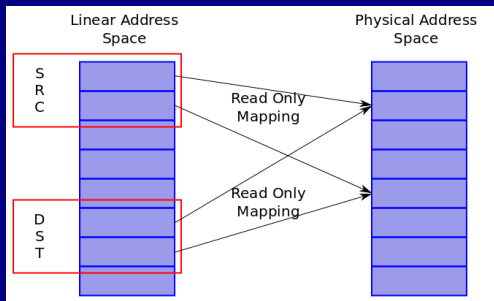 Linear Address
Space
Physical Address
Space
S
R
C
Read Only
Mapping
Read Only
Mapping
D
S
T